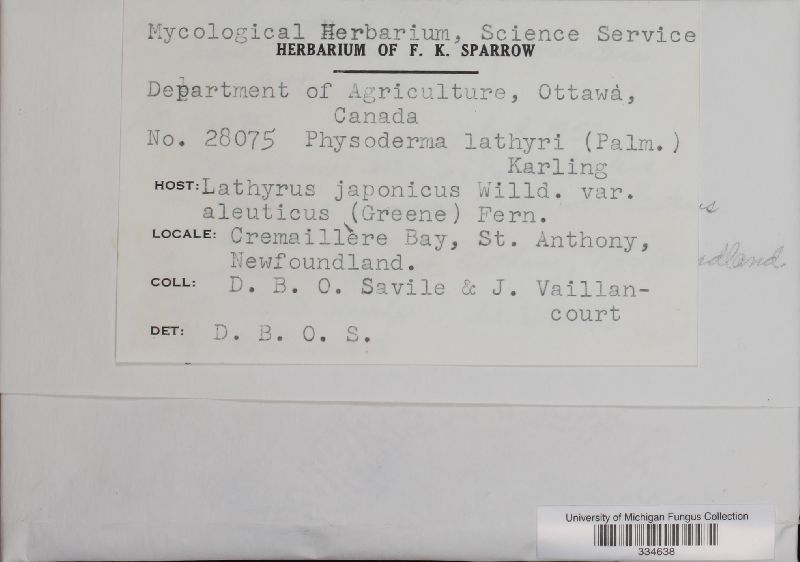 Mycological Herbarium, Science Service
HERBARIUM OF F. K. SPARROW
Department of Agriculture, Ottawa,
Canada
No. 28075 Physoderma lathyri (Palm.)
Karling
HOST: Lathyrus japonicus Willd. var.
aleuticus (Greene) Fern.
LOCALE: Cremaillère Bay, St. Anthony,
Newfoundland.
COLL: D. B. O. Savile & J. Vaillan-
court
DET: D. B. O. S.
University of Michigan Fungus Collection
334638